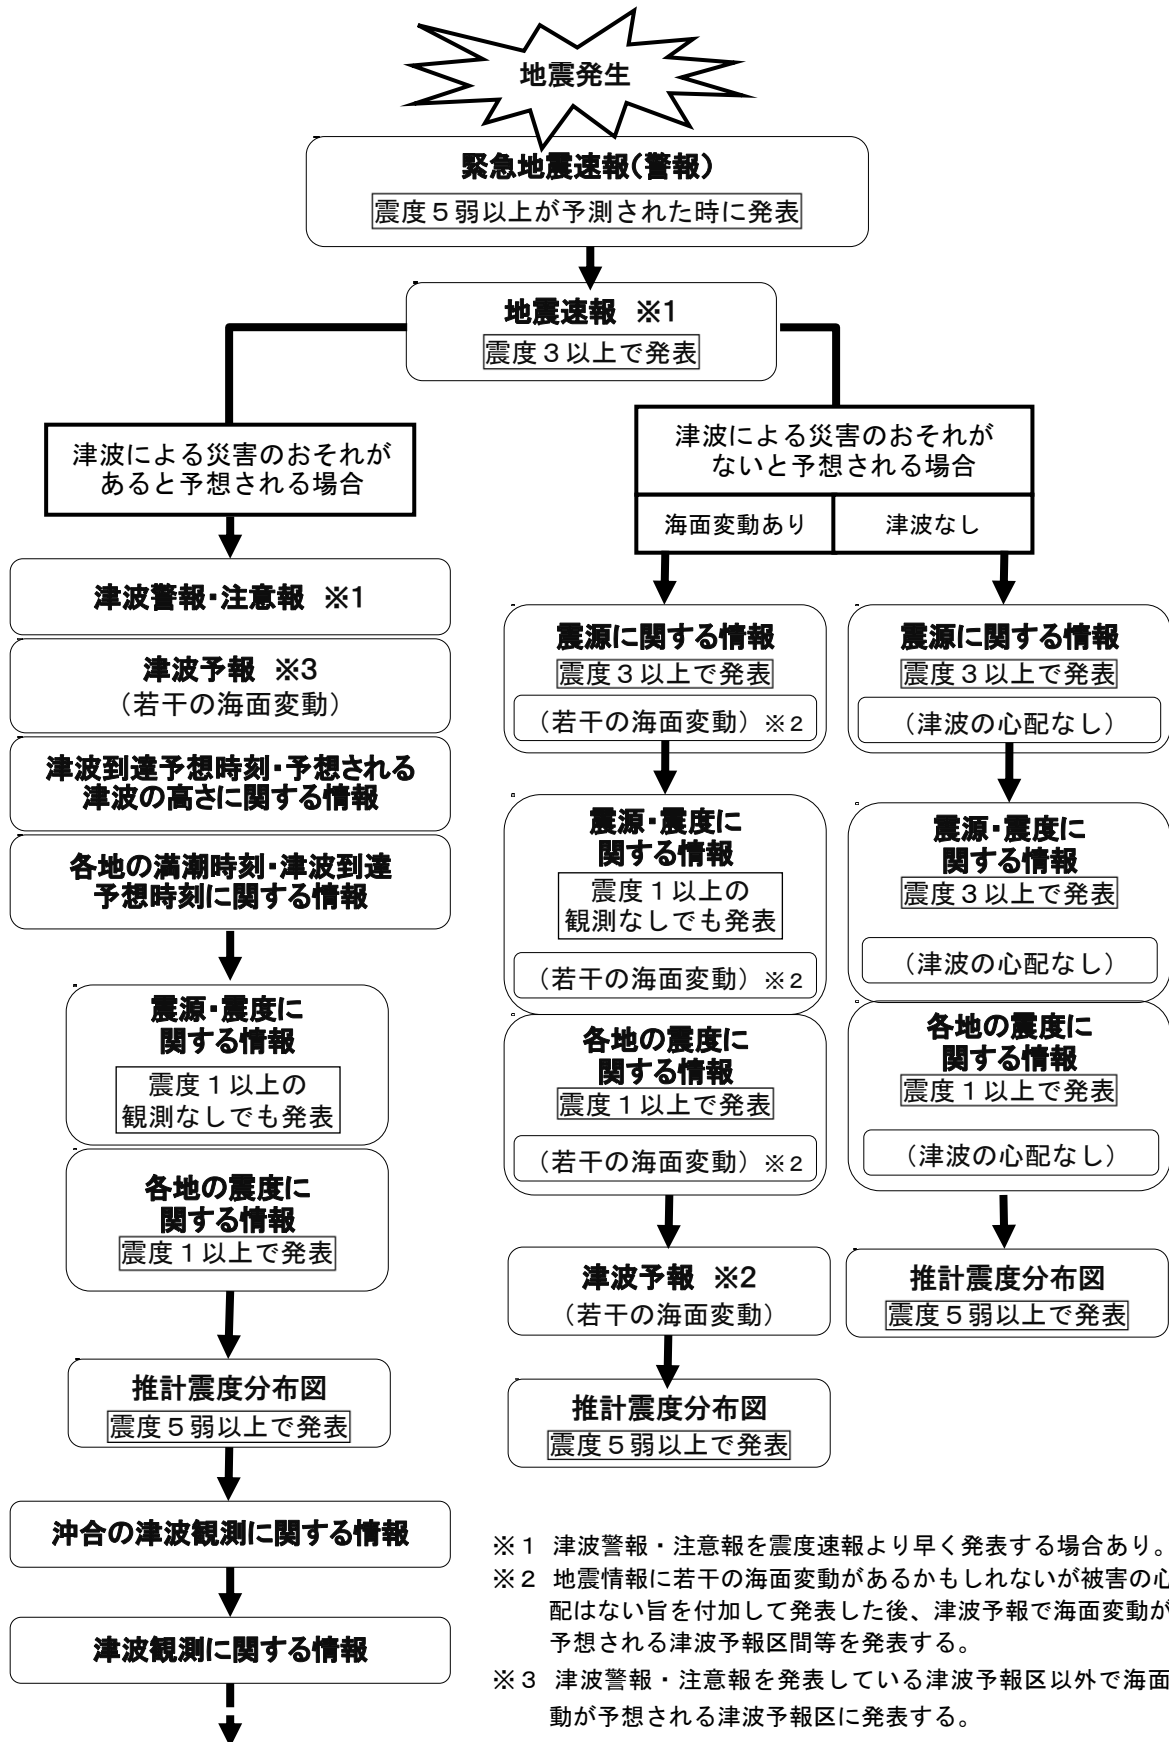 地震発生
緊急地震速報（警報）
震度５弱以上が予測された時に発表
地震速報　※1
震度３以上で発表
津波による災害のおそれが
あると予想される場合
津波警報・注意報　※1
津波予報　※3
（若干の海面変動）
津波到達予想時刻・予想される
津波の高さに関する情報
各地の満潮時刻・津波到達
予想時刻に関する情報
震源・震度に
関する情報
震度１以上の
観測なしでも発表
各地の震度に
関する情報
震度１以上で発表
推計震度分布図
震度５弱以上で発表
沖合の津波観測に関する情報
津波観測に関する情報
津波による災害のおそれが
ないと予想される場合
海面変動あり
震源に関する情報
震度３以上で発表
（若干の海面変動）※２
震源・震度に
関する情報
震度１以上の
観測なしでも発表
（若干の海面変動）※２
各地の震度に
関する情報
震度１以上で発表
（若干の海面変動）※２
津波予報　※2
（若干の海面変動）
推計震度分布図
震度５弱以上で発表
津波なし
震源に関する情報
震度３以上で発表
（津波の心配なし）
震源・震度に
関する情報
震度３以上で発表
（津波の心配なし）
各地の震度に
関する情報
震度１以上で発表
（津波の心配なし）
推計震度分布図
震度５弱以上で発表
※１ 津波警報・注意報を震度速報より早く発表する場合あり。
※２ 地震情報に若干の海面変動があるかもしれないが被害の心
配はない旨を付加して発表した後、津波予報で海面変動が
予想される津波予報区間等を発表する。
※３ 津波警報・注意報を発表している津波予報区以外で海面
動が予想される津波予報区に発表する。